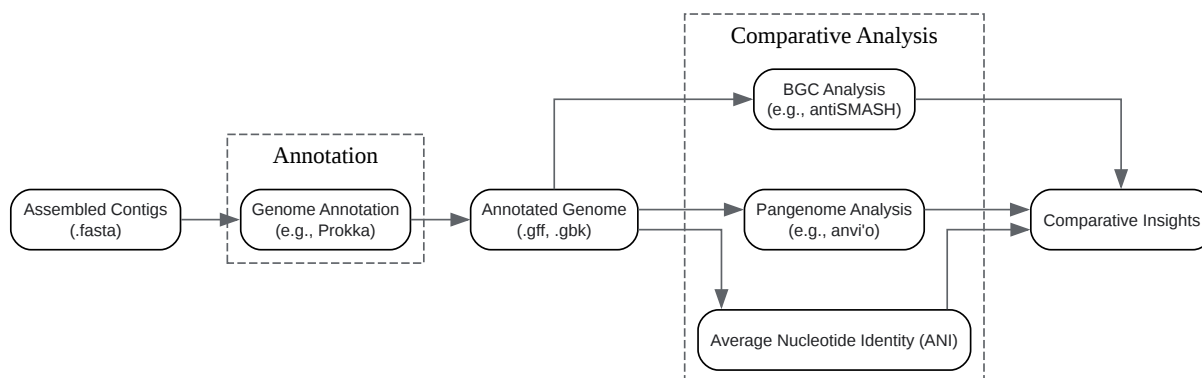 Comparative Analysis
BGC Analysis
(e.g., antiSMASH)
Annotation
Assembled Contigs
(.fasta)
Genome Annotation
(e.g., Prokka)
Annotated Genome
(.gff, .gbk)
Pangenome Analysis
(e.g., anvi'o)
Comparative Insights
Average Nucleotide Identity (ANI)